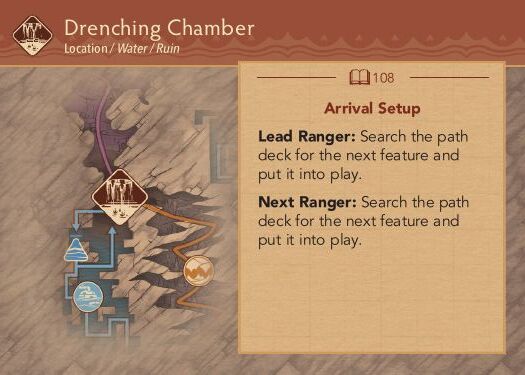 Drenching Chamber
Location / Water / Ruin
108
Arrival Setup
Lead Ranger: Search the path
deck for the next feature and
put it into play.
Next Ranger: Search the path
deck for the next feature and
put it into play.